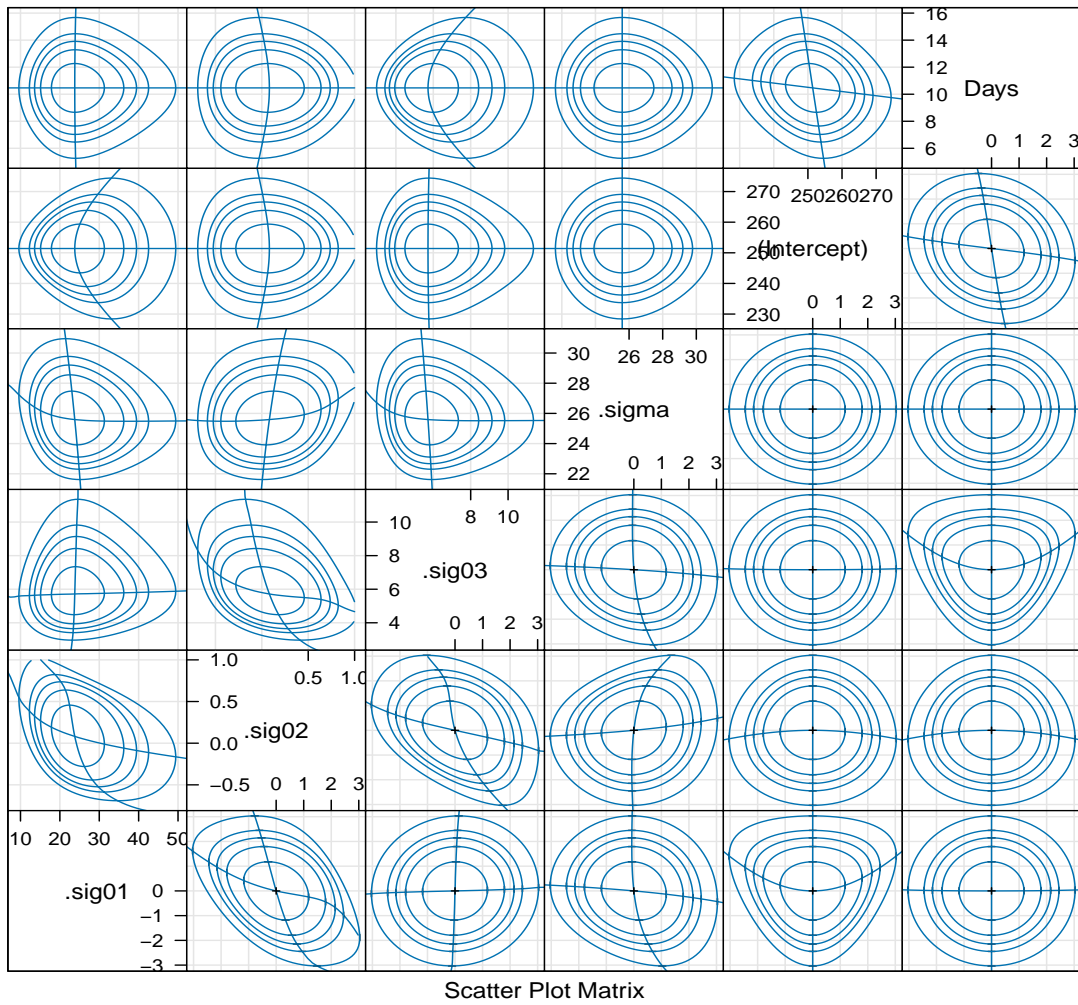 16
14
12
10 Days
8
6 0 1 2 3
270 250260270
260
250 (Intercept)
240
230 0 1 2 3
30 26 28 30
28
26 .sigma
24
22 0 1 2 3
10 8 10
8
6 .sig03
4 0 1 2 3
1.0 0.5 1.0
0.5
0.0 .sig02
−0.5 0 1 2 3
10 20 30 40 50
.sig01 0
−1
−2
−3
Scatter Plot Matrix